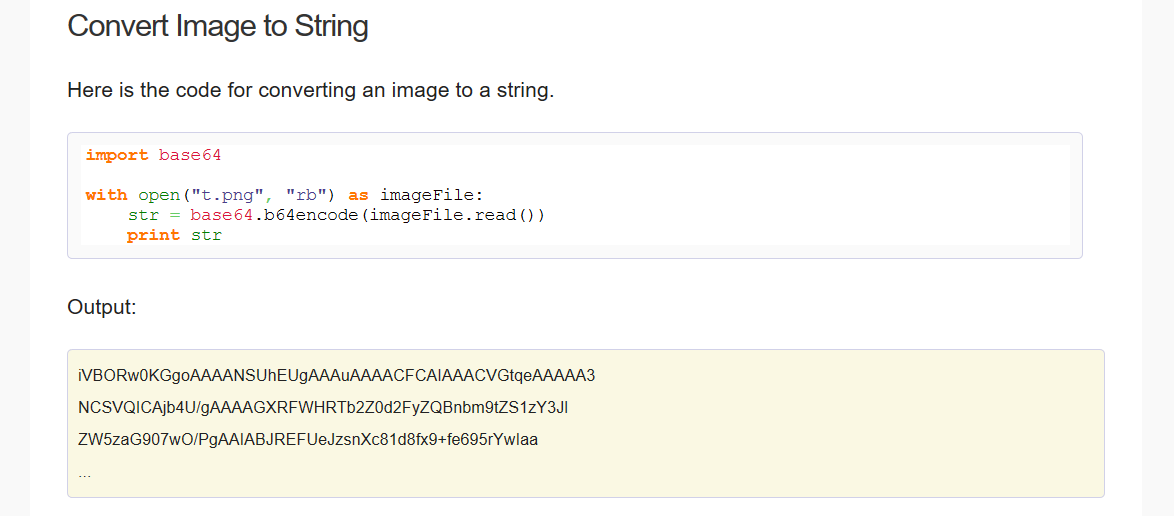 Convert Image to String
Here is the code for converting an image to a string.
import base64
with open("t.png", "rb") as imageFile:
    str = base64.b64encode(imageFile.read())
    print str
Output:
iVBORw0KGgoAAAANSUhEUgAAAuAAAACFCAIAAACVGtqeAAAAA3
NCSVQICAjb4U/gAAAAGXRFWHRTb2Z0d2FyZQBnbm9tZS1zY3Jl
ZW5zaG907wO/PgAAIABJREFUeJzsnXc81d8fx9+fe695rYwlaa
...